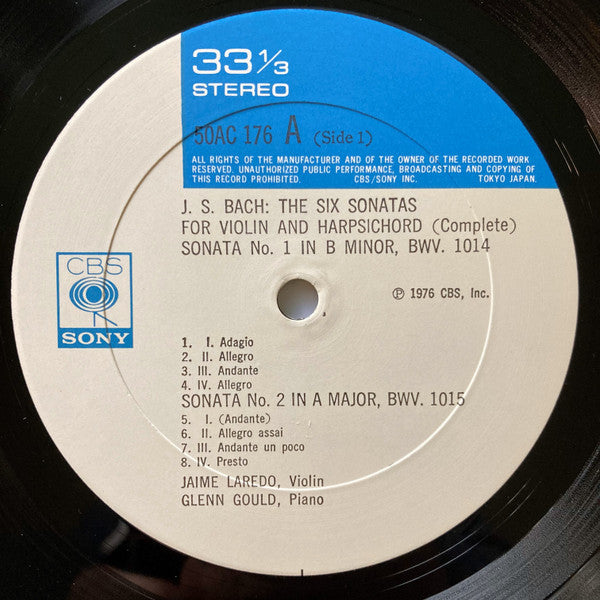 33 1/3
STEREO
50AC 176 A (Side 1)
ALL RIGHTS OF THE MANUFACTURER AND OF THE OWNER OF THE RECORDED WORK
RESERVED. UNAUTHORIZED PUBLIC PERFORMANCE, BROADCASTING AND COPYING OF
THIS RECORD PROHIBITED. CBS/SONY INC. TOKYO JAPAN.
J. S. BACH: THE SIX SONATAS
FOR VIOLIN AND HARPSICHORD (Complete)
SONATA No. 1 IN B MINOR, BWV. 1014
CBS
SONY
℗ 1976 CBS, Inc.
1. I. Adagio
2. II. Allegro
3. III. Andante
4. IV. Allegro
SONATA No. 2 IN A MAJOR, BWV. 1015
5. I. (Andante)
6. II. Allegro assai
7. III. Andante un poco
8. IV. Presto
JAIME LAREDO, Violin
GLENN GOULD, Piano